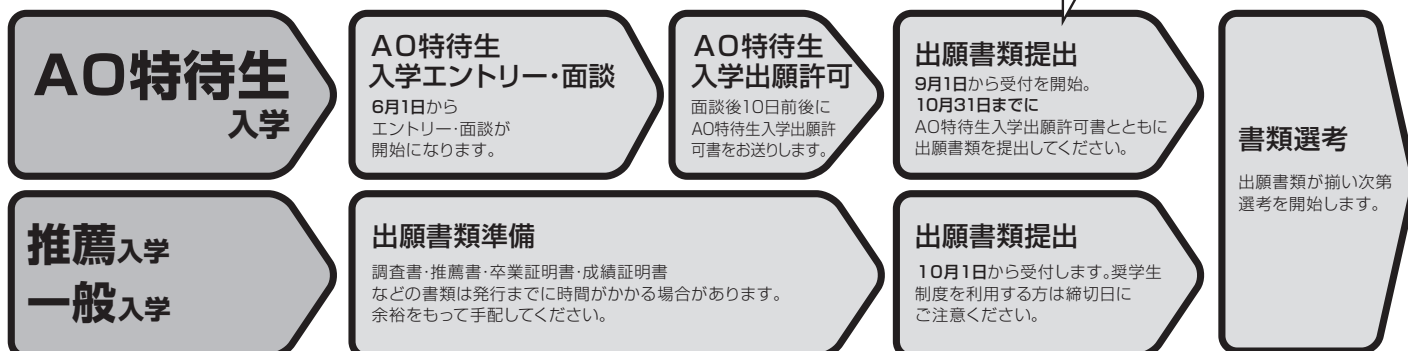 AO特待生
入学
AO特待生
入学エントリー・面談
6月1日から
エントリー・面談が
開始になります。
AO特待生
入学出願許可
面談後10日前後に
AO特待生入学出願許
可書をお送りします。
出願書類提出
9月1日から受付を開始。
10月31日までに
AO特待生入学出願許可書とともに
出願書類を提出してください。
推薦入学
一般入学
出願書類準備
調査書・推薦書・卒業証明書・成績証明書
などの書類は発行までに時間がかかる場合があります。
余裕をもって手配してください。
出願書類提出
10月1日から受付します。奨学生
制度を利用する方は締切日に
ご注意ください。
書類選考
出願書類が揃い次第
選考を開始します。